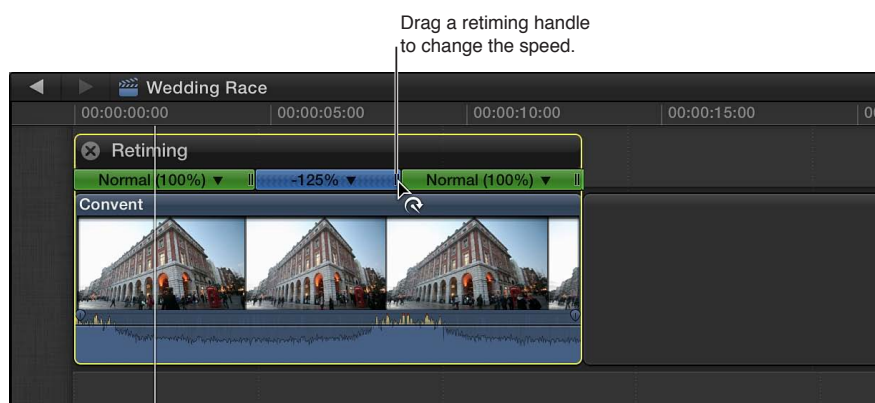 Drag a retiming handle
to change the speed.
Wedding Race
00:00:00:00 00:00:05:00 00:00:10:00 00:00:15:00 0
Retiming
Normal (100%) -125% Normal (100%)
Convent